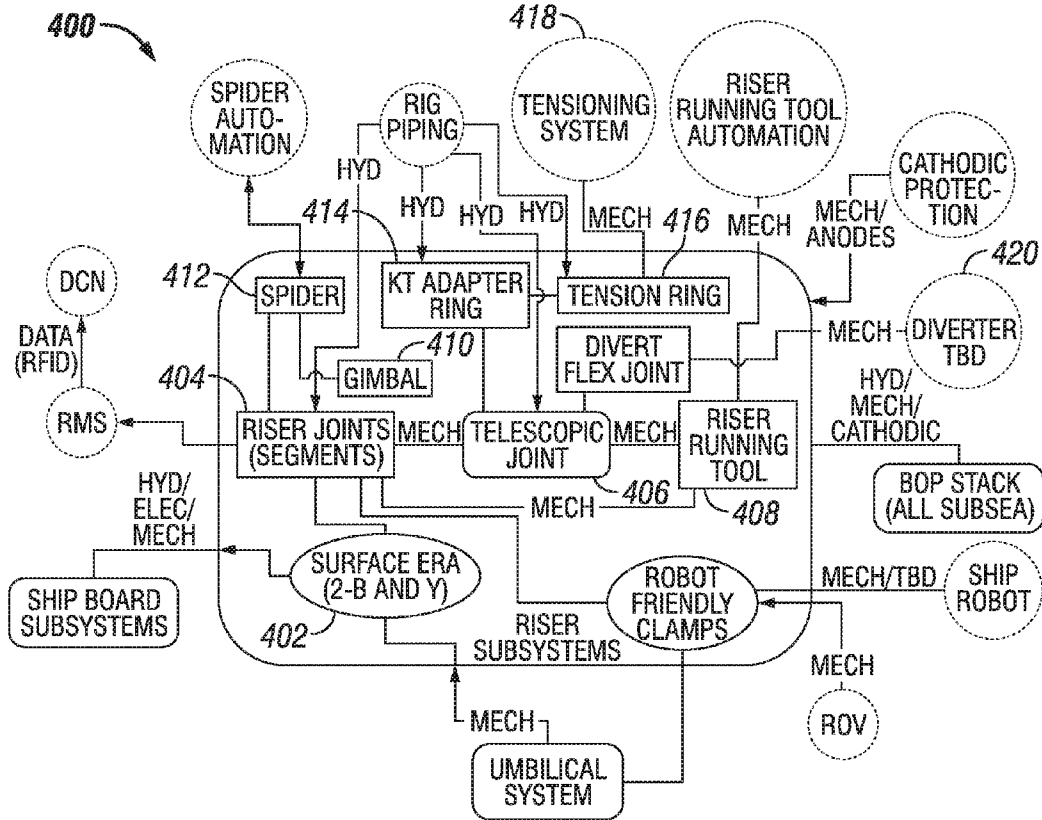 400
418
SPIDER
AUTO-
MATION
RIG
PIPING
TENSIONING
SYSTEM
RISER
RUNNING TOOL
AUTOMATION
CATHODIC
PROTEC-
TION
HYD
HYD
HYD
HYD
MECH
MECH
MECH/
ANODES
414
416
420
DCN
412
SPIDER
KT ADAPTER
RING
TENSION RING
DIVERTER
TBD
MECH
DATA
(RFID)
410
GIMBAL
DIVERT
FLEX JOINT
404
RMS
RISER JOINTS
(SEGMENTS)
MECH
TELESCOPIC
JOINT
MECH
RISER
RUNNING
TOOL
HYD/
MECH/
CATHODIC
406
408
MECH
BOP STACK
(ALL SUBSEA)
HYD/
ELEC/
MECH
SURFACE ERA
(2-B AND Y)
402
SHIP BOARD
SUBSYSTEMS
ROBOT
FRIENDLY
CLAMPS
MECH/TBD
SHIP
ROBOT
RISER
SUBSYSTEMS
MECH
ROV
MECH
UMBILICAL
SYSTEM